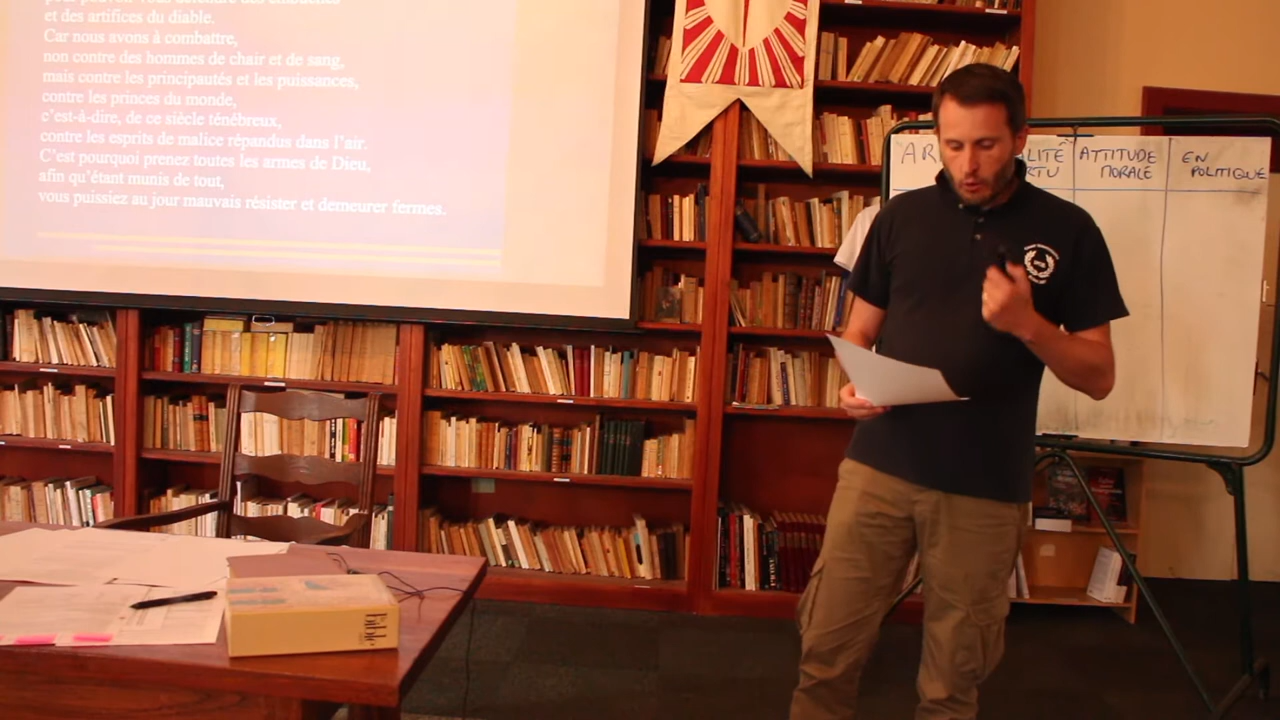 et des artifices du diable.
Car nous avons à combattre,
non contre des hommes de chair et de sang,
mais contre les principautés et les puissances,
contre les princes du monde,
c'est-à-dire, de ce siècle ténébreux,
contre les esprits de malice répandus dans l'air.
C'est pourquoi prenez toutes les armes de Dieu,
afin qu'étant munis de tout,
vous puissiez au jour mauvais résister et demeurer fermes.
ATTITUDE
MORALE
EN
POLITIQUE
la bible